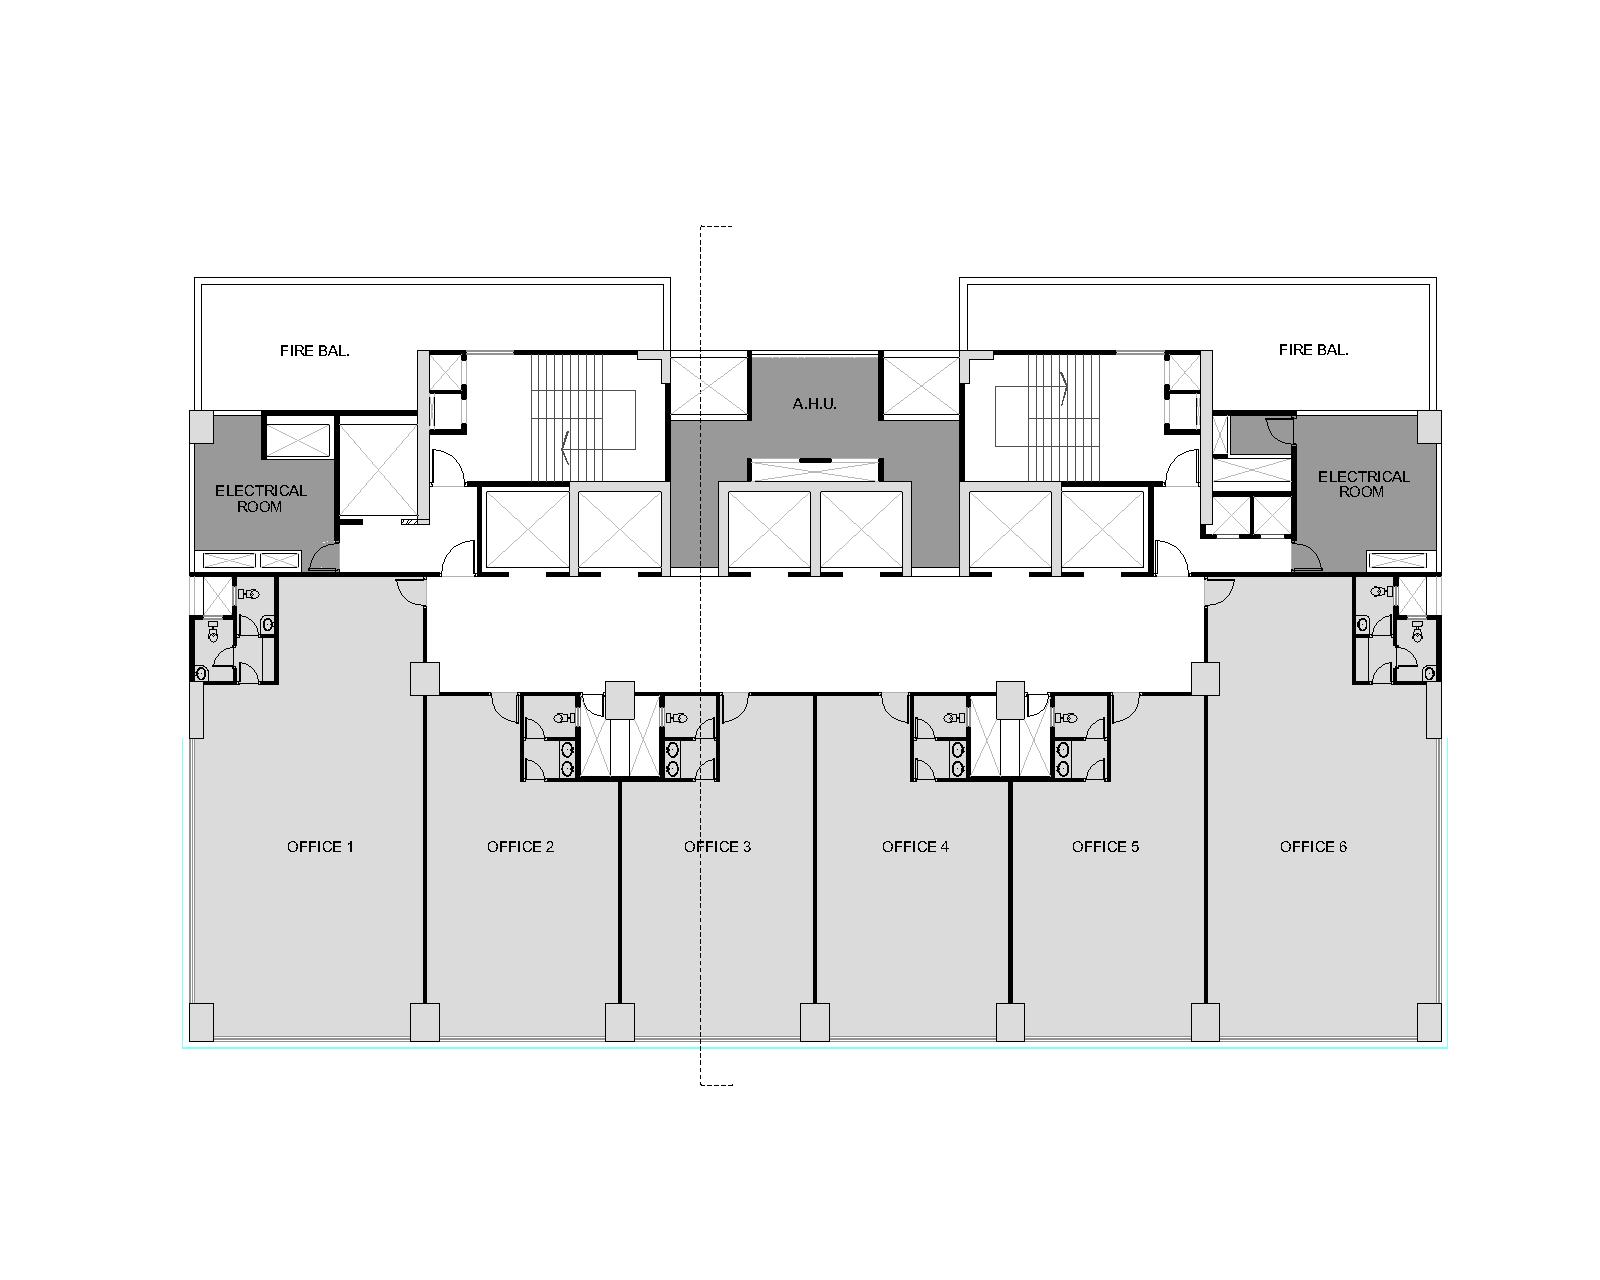 FIRE BAL.
FIRE BAL.
A.H.U.
ELECTRICAL
ROOM
ELECTRICAL
ROOM
OFFICE 1
OFFICE 2
OFFICE 3
OFFICE 4
OFFICE 5
OFFICE 6